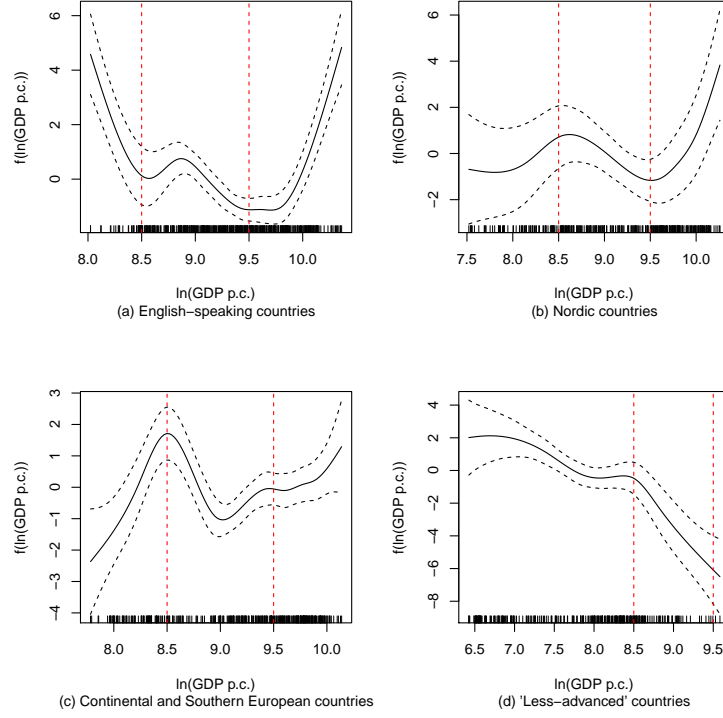 f(ln(GDP p.c.))
0 2 4 6
8.0 8.5 9.0 9.5 10.0
ln(GDP p.c.)
(a) English−speaking countries
f(ln(GDP p.c.))
−2 0 2 4 6
7.5 8.0 8.5 9.0 9.5 10.0
ln(GDP p.c.)
(b) Nordic countries
f(ln(GDP p.c.))
−4 −3 −2 −1 0 1 2 3
8.0 8.5 9.0 9.5 10.0
ln(GDP p.c.)
(c) Continental and Southern European countries
f(ln(GDP p.c.))
−8 −6 −4 −2 0 2 4
6.5 7.0 7.5 8.0 8.5 9.0 9.5
ln(GDP p.c.)
(d) 'Less−advanced' countries